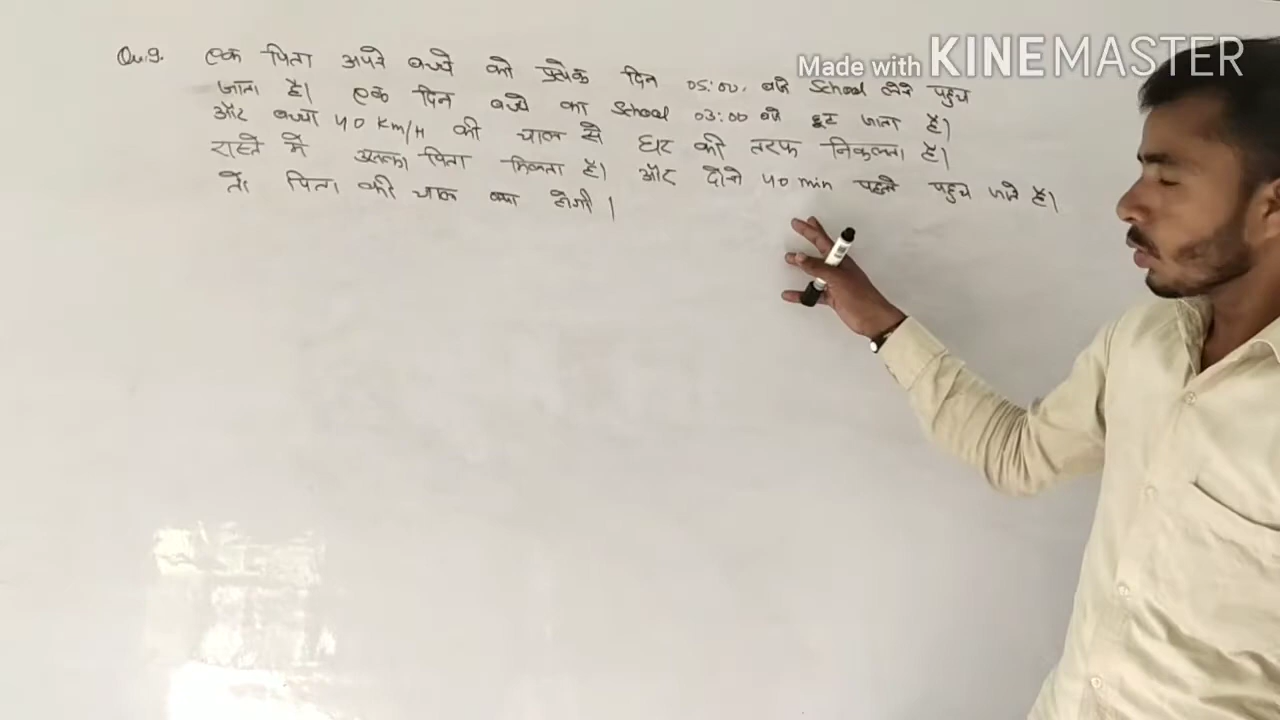 Made with KINEMASTER
Qu.9. एक पिता अपने बच्चे को प्रत्येक दिन 05:00 बजे School लेने पहुच
जाता है। एक दिन बच्चे का School 03:00 बजे छूट जाता है।
और बच्चा 40 Km/H की चाल से घर की तरफ निकलता है।
रास्ते मे उसका पिता मिलता है। और दोनो 40 min पहले पहुच जाते है।
तो पिता की चाल क्या होगी।